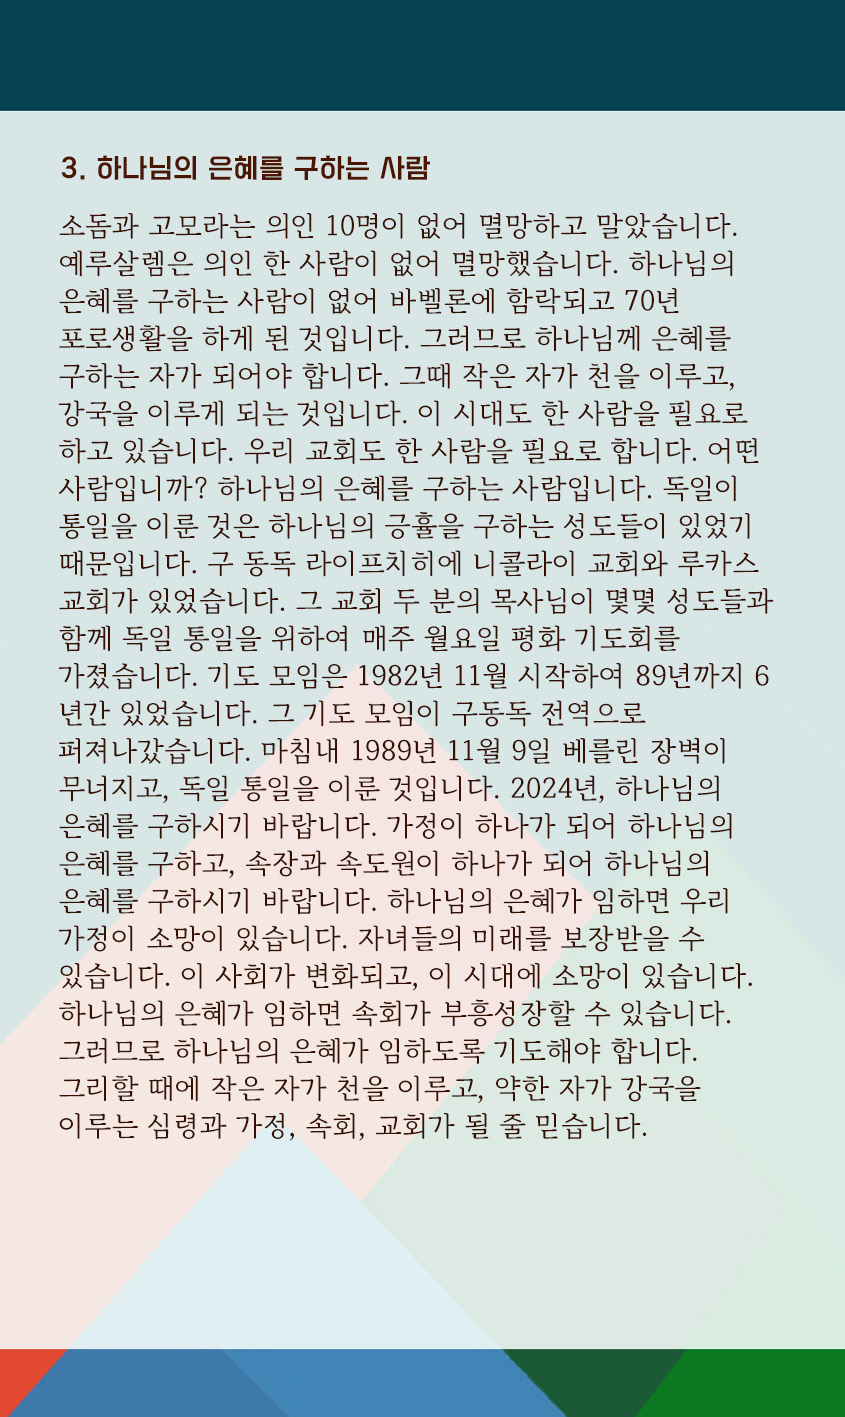 3. 하나님의 은혜를 구하는 사람
소돔과 고모라는 의인 10명이 없어 멸망하고 말았습니다.
예루살렘은 의인 한 사람이 없어 멸망했습니다. 하나님의
은혜를 구하는 사람이 없어 바벨론에 함락되고 70년
포로생활을 하게 된 것입니다. 그러므로 하나님께 은혜를
구하는 자가 되어야 합니다. 그때 작은 자가 천을 이루고,
강국을 이루게 되는 것입니다. 이 시대도 한 사람을 필요로
하고 있습니다. 우리 교회도 한 사람을 필요로 합니다. 어떤
사람입니까? 하나님의 은혜를 구하는 사람입니다. 독일이
통일을 이룬 것은 하나님의 긍휼을 구하는 성도들이 있었기
때문입니다. 구 동독 라이프치히에 니콜라이 교회와 루카스
교회가 있었습니다. 그 교회 두 분의 목사님이 몇몇 성도들과
함께 독일 통일을 위하여 매주 월요일 평화 기도회를
가졌습니다. 기도 모임은 1982년 11월 시작하여 89년까지 6
년간 있었습니다. 그 기도 모임이 구동독 전역으로
퍼져나갔습니다. 마침내 1989년 11월 9일 베를린 장벽이
무너지고, 독일 통일을 이룬 것입니다. 2024년, 하나님의
은혜를 구하시기 바랍니다. 가정이 하나가 되어 하나님의
은혜를 구하고, 속장과 속도원이 하나가 되어 하나님의
은혜를 구하시기 바랍니다. 하나님의 은혜가 임하면 우리
가정이 소망이 있습니다. 자녀들의 미래를 보장받을 수
있습니다. 이 사회가 변화되고, 이 시대에 소망이 있습니다.
하나님의 은혜가 임하면 속회가 부흥성장할 수 있습니다.
그러므로 하나님의 은혜가 임하도록 기도해야 합니다.
그리할 때에 작은 자가 천을 이루고, 약한 자가 강국을
이루는 심령과 가정, 속회, 교회가 될 줄 믿습니다.